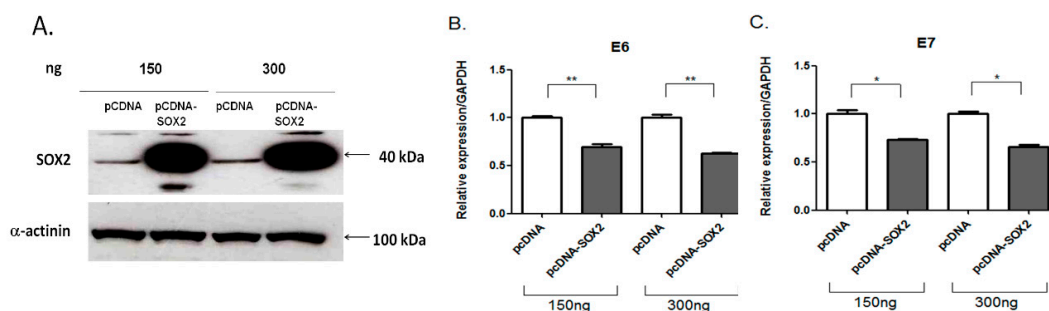 A.
ng 150 300
pCDNA pCDNA-SOX2 pCDNA pCDNA-SOX2
SOX2 40 kDa
α-actinin 100 kDa
B.
E6
Relative expression/GAPDH
1.5
1.0
0.5
0.0
** **
pcDNA pcDNA-SOX2 pcDNA pcDNA-SOX2
150ng 300ng
C.
E7
Relative expression/GAPDH
1.5
1.0
0.5
0.0
* *
pcDNA pcDNA-SOX2 pcDNA pcDNA-SOX2
150ng 300ng